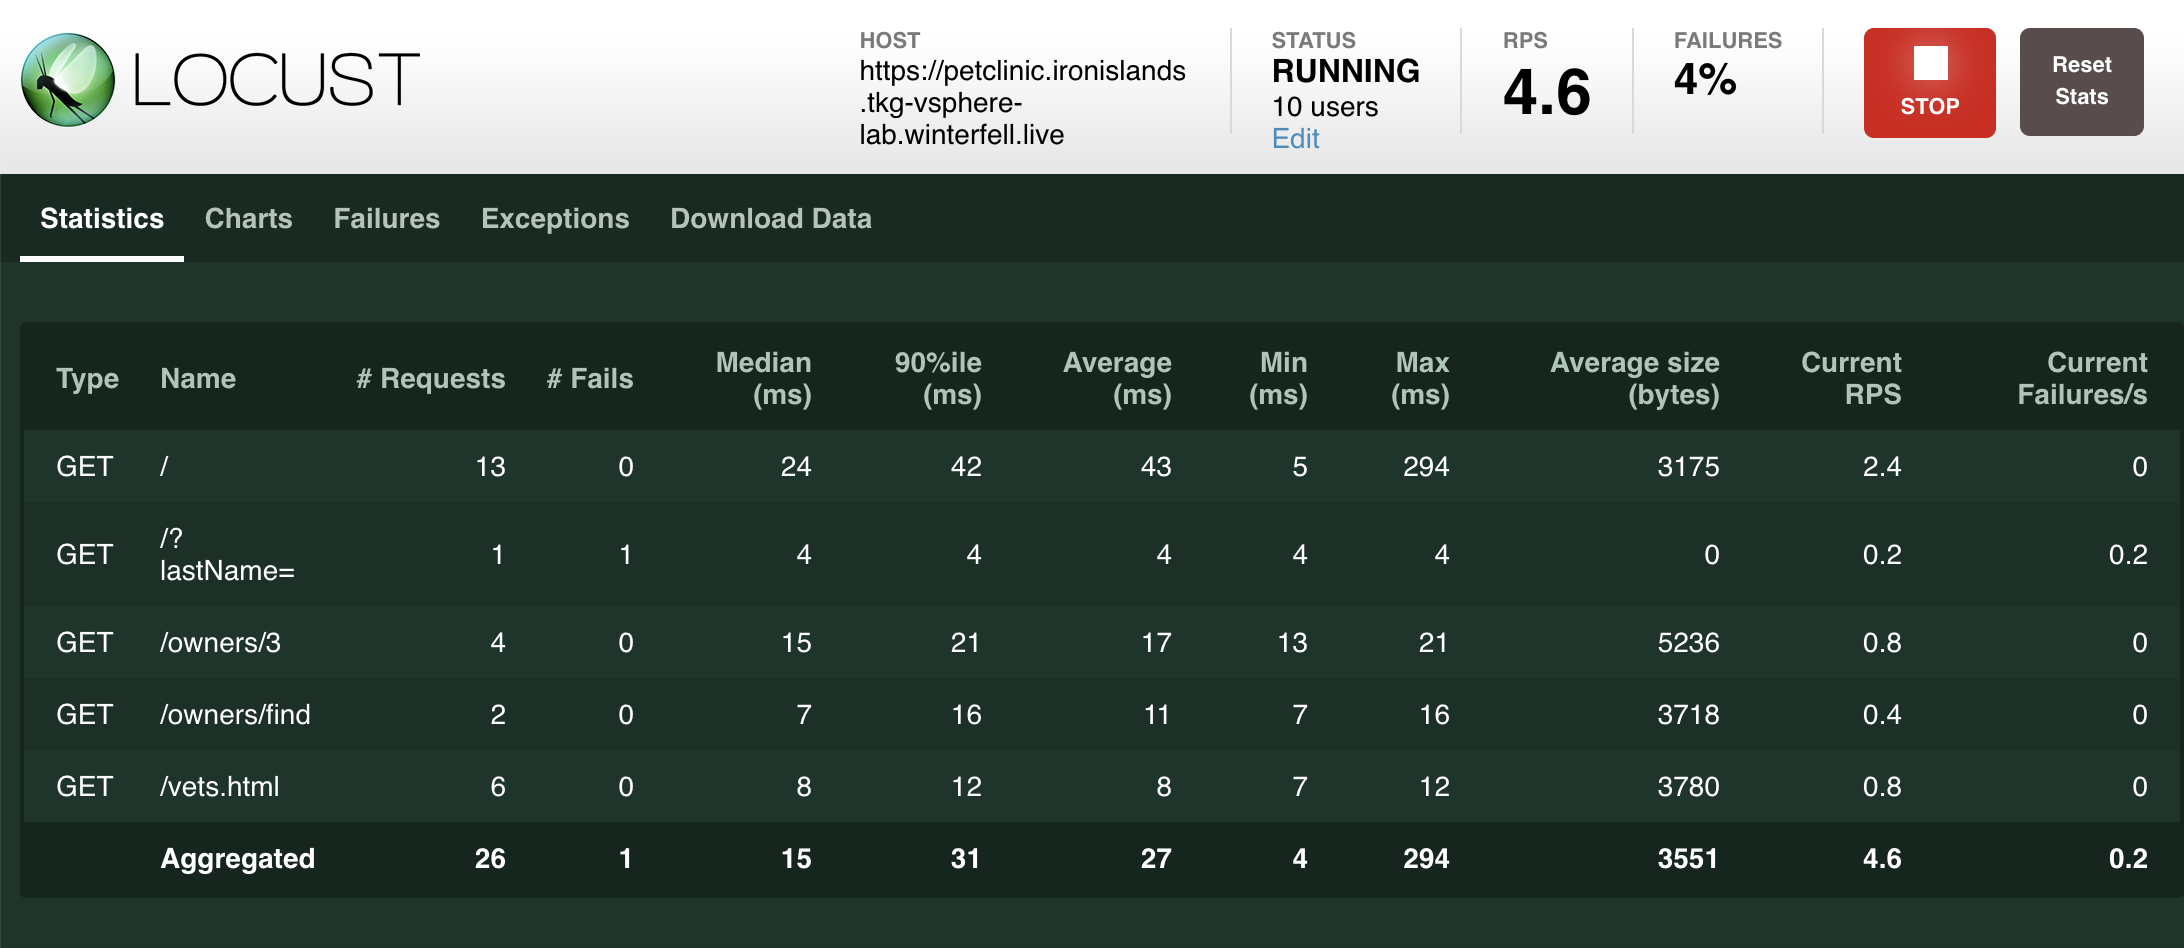 LOCUST
HOST
https://petclinic.ironislands
.tkg-vsphere-
lab.winterfell.live
STATUS
RUNNING
10 users
Edit
RPS
4.6
FAILURES
4%
STOP
Reset
Stats
Statistics Charts Failures Exceptions Download Data
Type Name # Requests # Fails Median (ms) 90%ile (ms) Average (ms) Min (ms) Max (ms) Average size (bytes) Current RPS Current Failures/s
GET / 13 0 24 42 43 5 294 3175 2.4 0
GET /?
lastName= 1 1 4 4 4 4 4 0 0.2 0.2
GET /owners/3 4 0 15 21 17 13 21 5236 0.8 0
GET /owners/find 2 0 7 16 11 7 16 3718 0.4 0
GET /vets.html 6 0 8 12 8 7 12 3780 0.8 0
Aggregated 26 1 15 31 27 4 294 3551 4.6 0.2